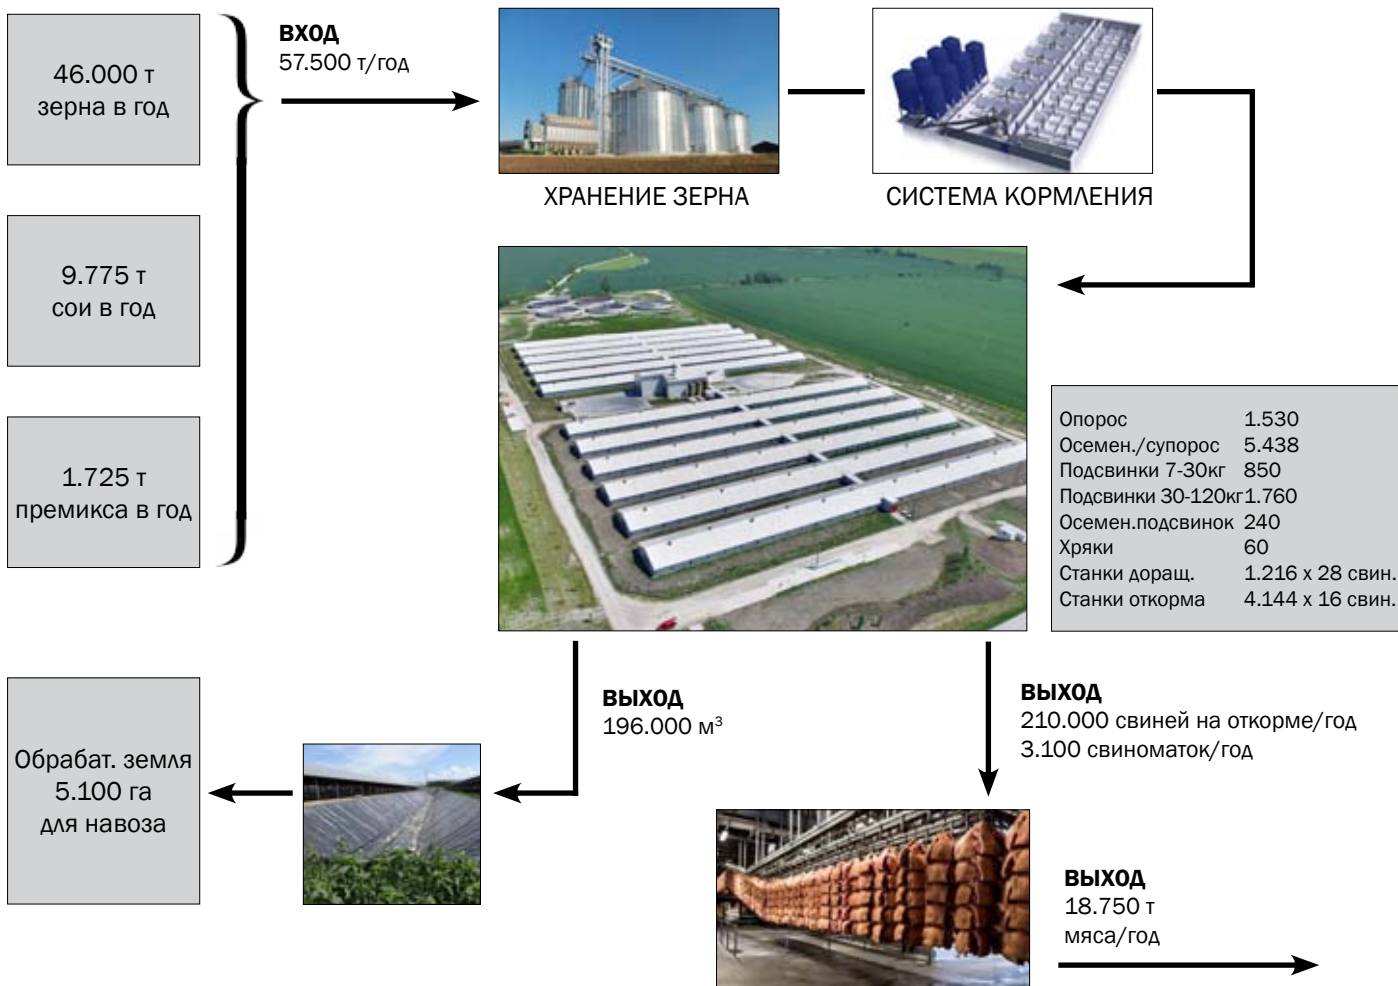 46.000 т
зерна в год
ВХОД
57.500 т/год
ХРАНЕНИЕ ЗЕРНА
СИСТЕМА КОРМЛЕНИЯ
9.775 т
сои в год
1.725 т
премикса в год
Опорос 1.530
Осемен./супорос 5.438
Подсвинки 7-30кг 850
Подсвинки 30-120кг 1.760
Осемен.подсвинок 240
Хряки 60
Станки доращ. 1.216 x 28 свин.
Станки откорма 4.144 x 16 свин.
Обрабат. земля
5.100 га
для навоза
ВЫХОД
196.000 м³
ВЫХОД
210.000 свиней на откорме/год
3.100 свиноматок/год
ВЫХОД
18.750 т
мяса/год